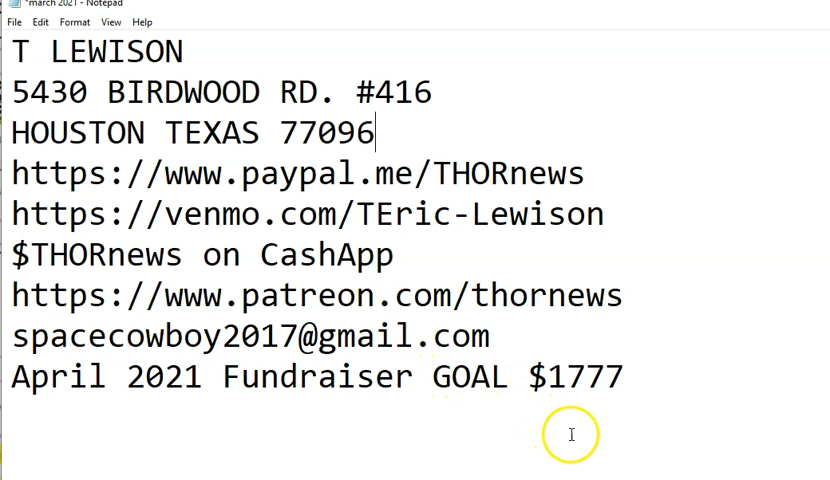 *march 2021 - Notepad
File Edit Format View Help
T LEWISON
5430 BIRDWOOD RD. #416
HOUSTON TEXAS 77096
https://www.paypal.me/THORnews
https://venmo.com/TEric-Lewison
$THORnews on CashApp
https://www.patreon.com/thornews
spacecowboy2017@gmail.com
April 2021 Fundraiser GOAL $1777